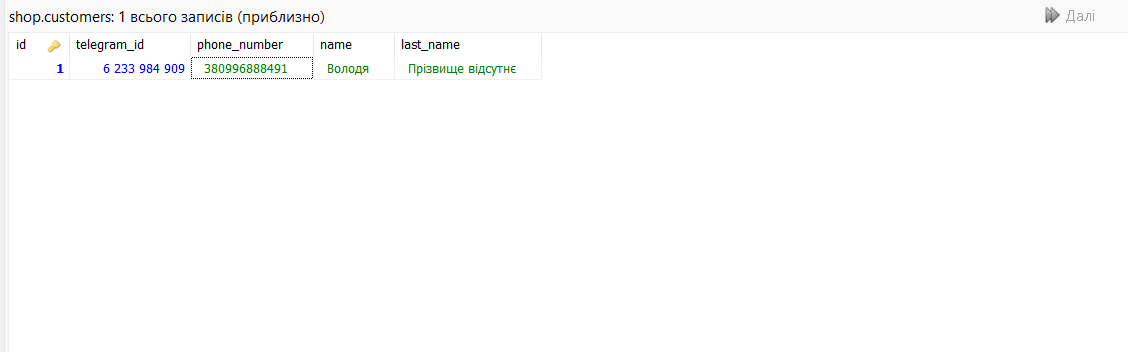 shop.customers: 1 всього записів (приблизно)
Далі
id telegram_id phone_number name last_name
1 6 233 984 909 380996888491 Володя Прізвище відсутнє